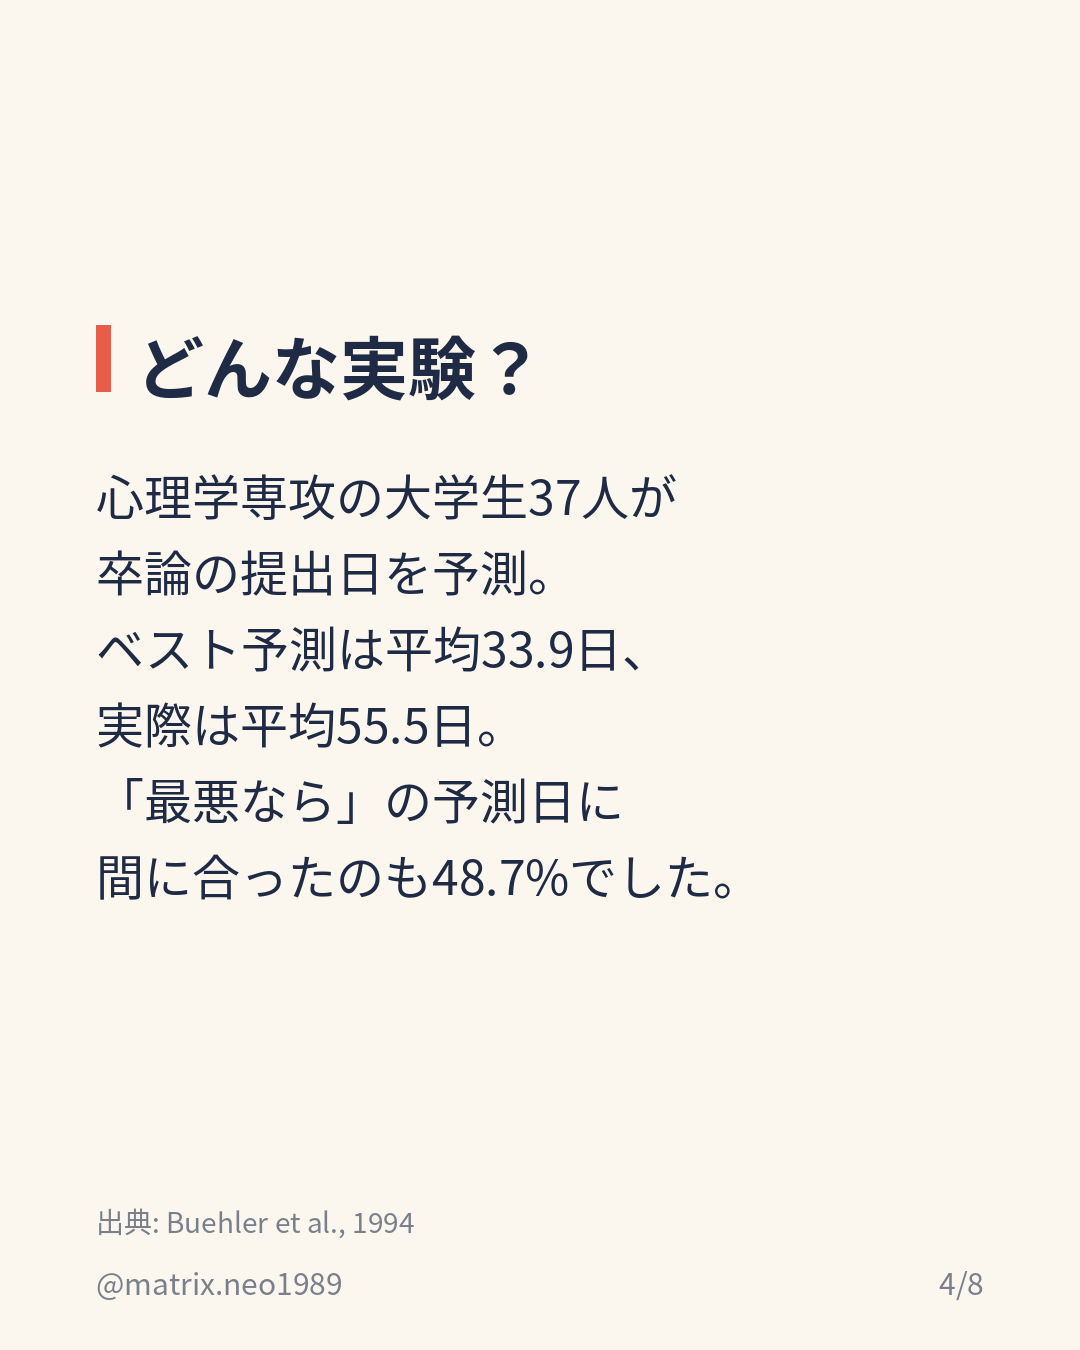 どんな実験？
心理学専攻の大学生37人が
卒論の提出日を予測。
ベスト予測は平均33.9日、
実際は平均55.5日。
「最悪なら」の予測日に
間に合ったのも48.7%でした。
出典: Buehler et al., 1994
@matrix.neo1989
4/8